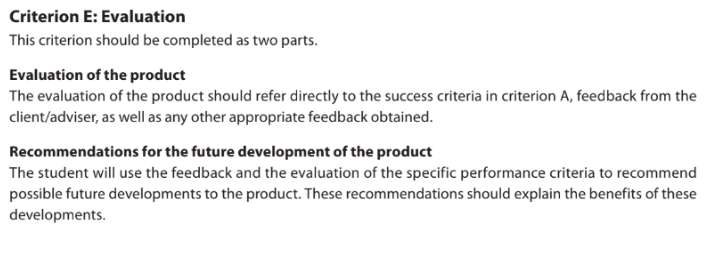 Criterion E: Evaluation
This criterion should be completed as two parts.
Evaluation of the product
The evaluation of the product should refer directly to the success criteria in criterion A, feedback from the
client/adviser, as well as any other appropriate feedback obtained.
Recommendations for the future development of the product
The student will use the feedback and the evaluation of the specific performance criteria to recommend
possible future developments to the product. These recommendations should explain the benefits of these
developments.